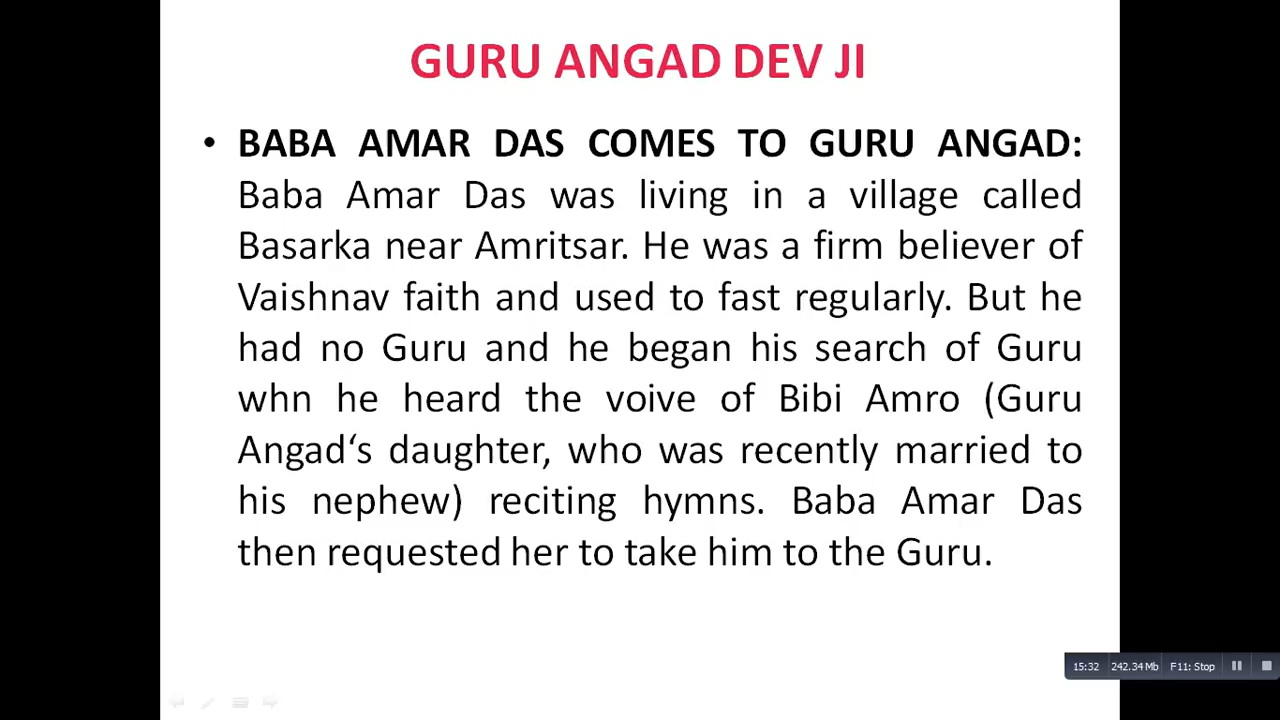 GURU ANGAD DEV JI
• BABA AMAR DAS COMES TO GURU ANGAD:
Baba Amar Das was living in a village called
Basarka near Amritsar. He was a firm believer of
Vaishnav faith and used to fast regularly. But he
had no Guru and he began his search of Guru
whn he heard the voive of Bibi Amro (Guru
Angad‘s daughter, who was recently married to
his nephew) reciting hymns. Baba Amar Das
then requested her to take him to the Guru.
15:32 242.34 Mb F11: Stop